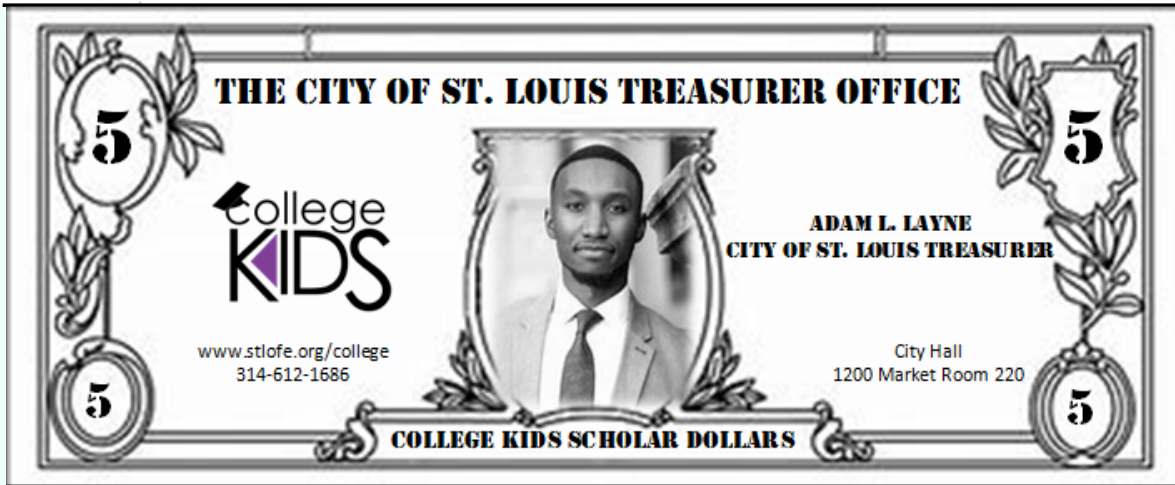 THE CITY OF ST. LOUIS TREASURER OFFICE
5
5
college
KIDS
ADAM L. LAYNE
CITY OF ST. LOUIS TREASURER
www.stlofe.org/college
314-612-1686
City Hall
1200 Market Room 220
5
5
COLLEGE KIDS SCHOLAR DOLLARS